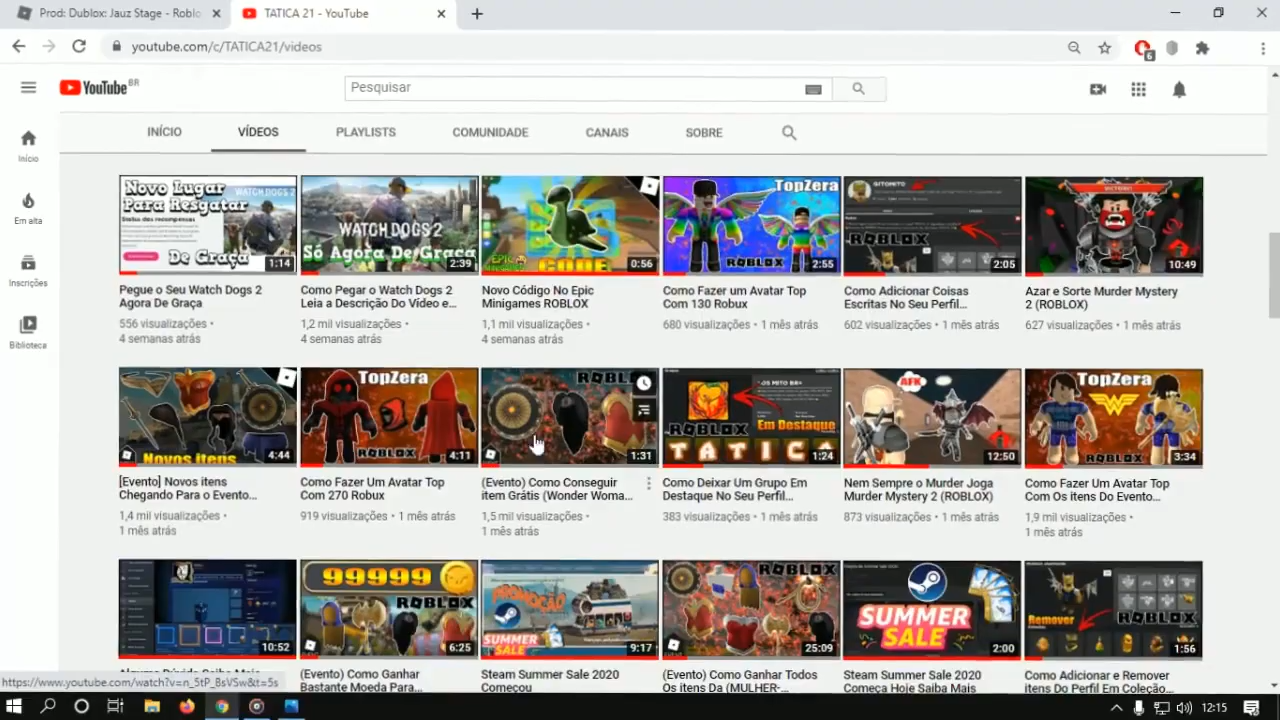 Prod: Dublox: Jauz Stage - Roblo
TATICA 21 - YouTube
youtube.com/c/TATICA21/videos
6
YouTube BR
Pesquisar
INÍCIO
VÍDEOS
PLAYLISTS
COMUNIDADE
CANAIS
SOBRE
Início
Em alta
Inscrições
Biblioteca
Novo Lugar
Para Resgatar
WATCH DOGS 2
De Graça
1:14
WATCH DOGS 2
Só Agora De Graça
2:39
EPIC
CODE
0:56
TopZera
2:55
ROBLOX
2:05
VICTORY!
10:49
Pegue o Seu Watch Dogs 2
Agora De Graça
556 visualizações •
4 semanas atrás
Como Pegar o Watch Dogs 2
Leia a Descrição Do Vídeo e...
1,2 mil visualizações •
4 semanas atrás
Novo Código No Epic
Minigames ROBLOX
1,1 mil visualizações •
4 semanas atrás
Como Fazer um Avatar Top
Com 130 Robux
680 visualizações • 1 mês atrás
Como Adicionar Coisas
Escritas No Seu Perfil...
602 visualizações • 1 mês atrás
Azar e Sorte Murder Mystery
2 (ROBLOX)
627 visualizações • 1 mês atrás
Novos itens
4:44
TopZera
ROBLOX
4:11
ROBL
1:31
ROBLOX
Em Destaque
TATIC
1:24
AFK
12:50
TopZera
ROBLOX
3:34
[Evento] Novos itens
Chegando Para o Evento...
1,4 mil visualizações •
1 mês atrás
Como Fazer Um Avatar Top
Com 270 Robux
919 visualizações • 1 mês atrás
(Evento) Como Conseguir
item Grátis (Wonder Woma...
1,5 mil visualizações •
1 mês atrás
Como Deixar Um Grupo Em
Destaque No Seu Perfil...
383 visualizações • 1 mês atrás
Nem Sempre o Murder Joga
Murder Mystery 2 (ROBLOX)
873 visualizações • 1 mês atrás
Como Fazer Um Avatar Top
Com Os itens Do Evento...
1,9 mil visualizações •
1 mês atrás
10:52
99999
ROBLOX
6:25
SUMMER
SALE
9:17
ROBLOX
25:09
SUMMER
SALE
2:00
Remover
ROBLOX
1:56
(Evento) Como Ganhar
Bastante Moeda Para...
Steam Summer Sale 2020
Começou
(Evento) Como Ganhar Todos
Os itens Da (MULHER-...
Steam Summer Sale 2020
Começa Hoje Saiba Mais
Como Adicionar e Remover
itens Do Perfil Em Coleção...
https://www.youtube.com/watch?v=n_5tP_8sVSw&t=5s
12:15